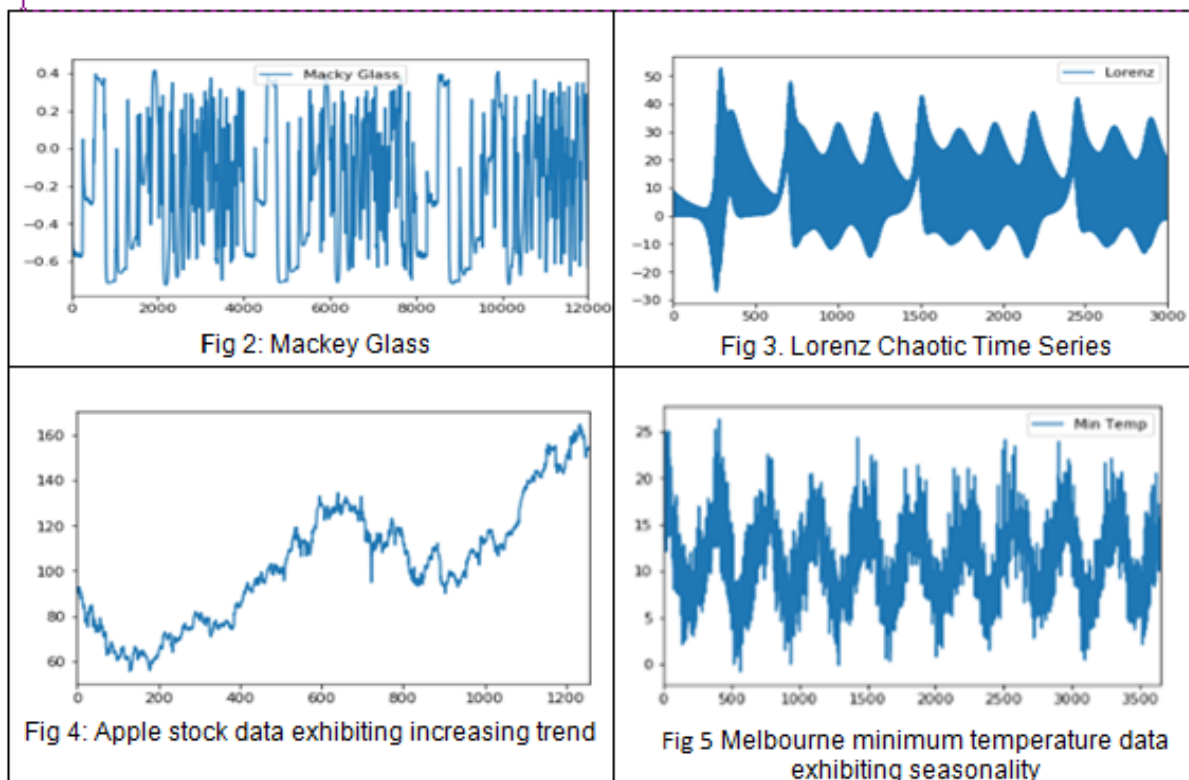 Macky Glass
0.4
0.2
0.0
−0.2
−0.4
−0.6
0 2000 4000 6000 8000 10000 12000
Fig 2: Mackey Glass
Lorenz
50
40
30
20
10
0
−10
−20
−30
0 500 1000 1500 2000 2500 3000
Fig 3. Lorenz Chaotic Time Series
160
140
120
100
80
60
0 200 400 600 800 1000 1200
Fig 4: Apple stock data exhibiting increasing trend
Min Temp
25
20
15
10
5
0
0 500 1000 1500 2000 2500 3000 3500
Fig 5 Melbourne minimum temperature data
exhibiting seasonality